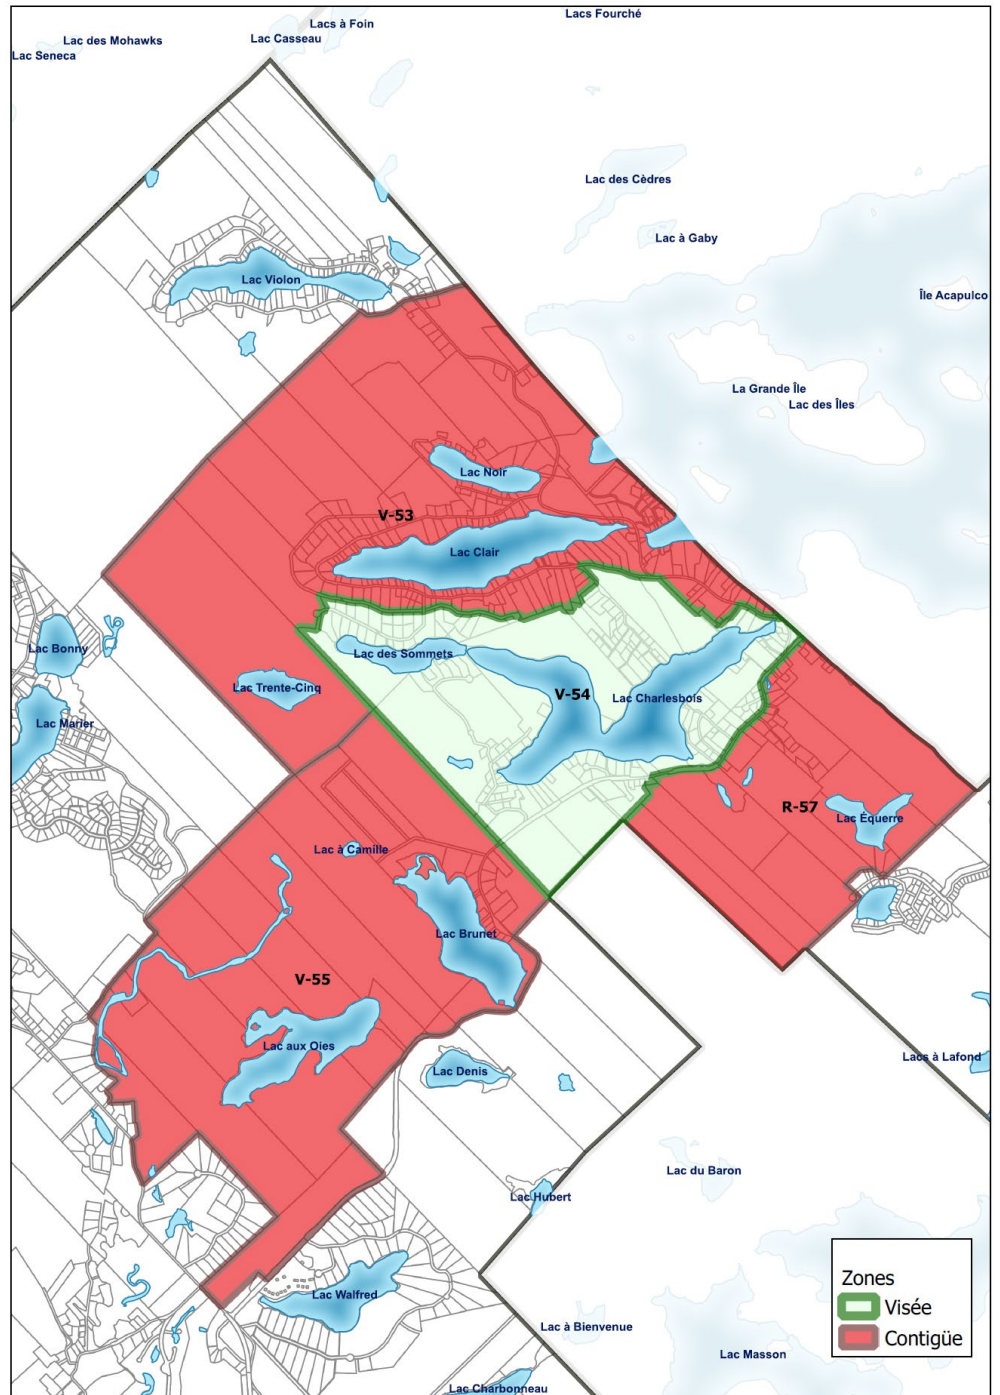 Lacs Fourché
Lacs à Foin
Lac Casseau
Lac des Mohawks
Lac Seneca
Lac des Cèdres
Lac à Gaby
Lac Violon
Île Acapulco
La Grande Île
Lac des Îles
Lac Noir
V-53
Lac Clair
Lac Bonny
Lac des Sommets
Lac Trente-Cinq
V-54
Lac Charlesbois
Lac Marier
R-57
Lac Équerre
Lac à Camille
Lac Brunet
V-55
Lac aux Oies
Lac Denis
Lacs à Lafond
Lac du Baron
Lac Hubert
Lac Walfred
Lac à Bienvenue
Lac Masson
Lac Charbonneau
Zones
Visée
Contigüe